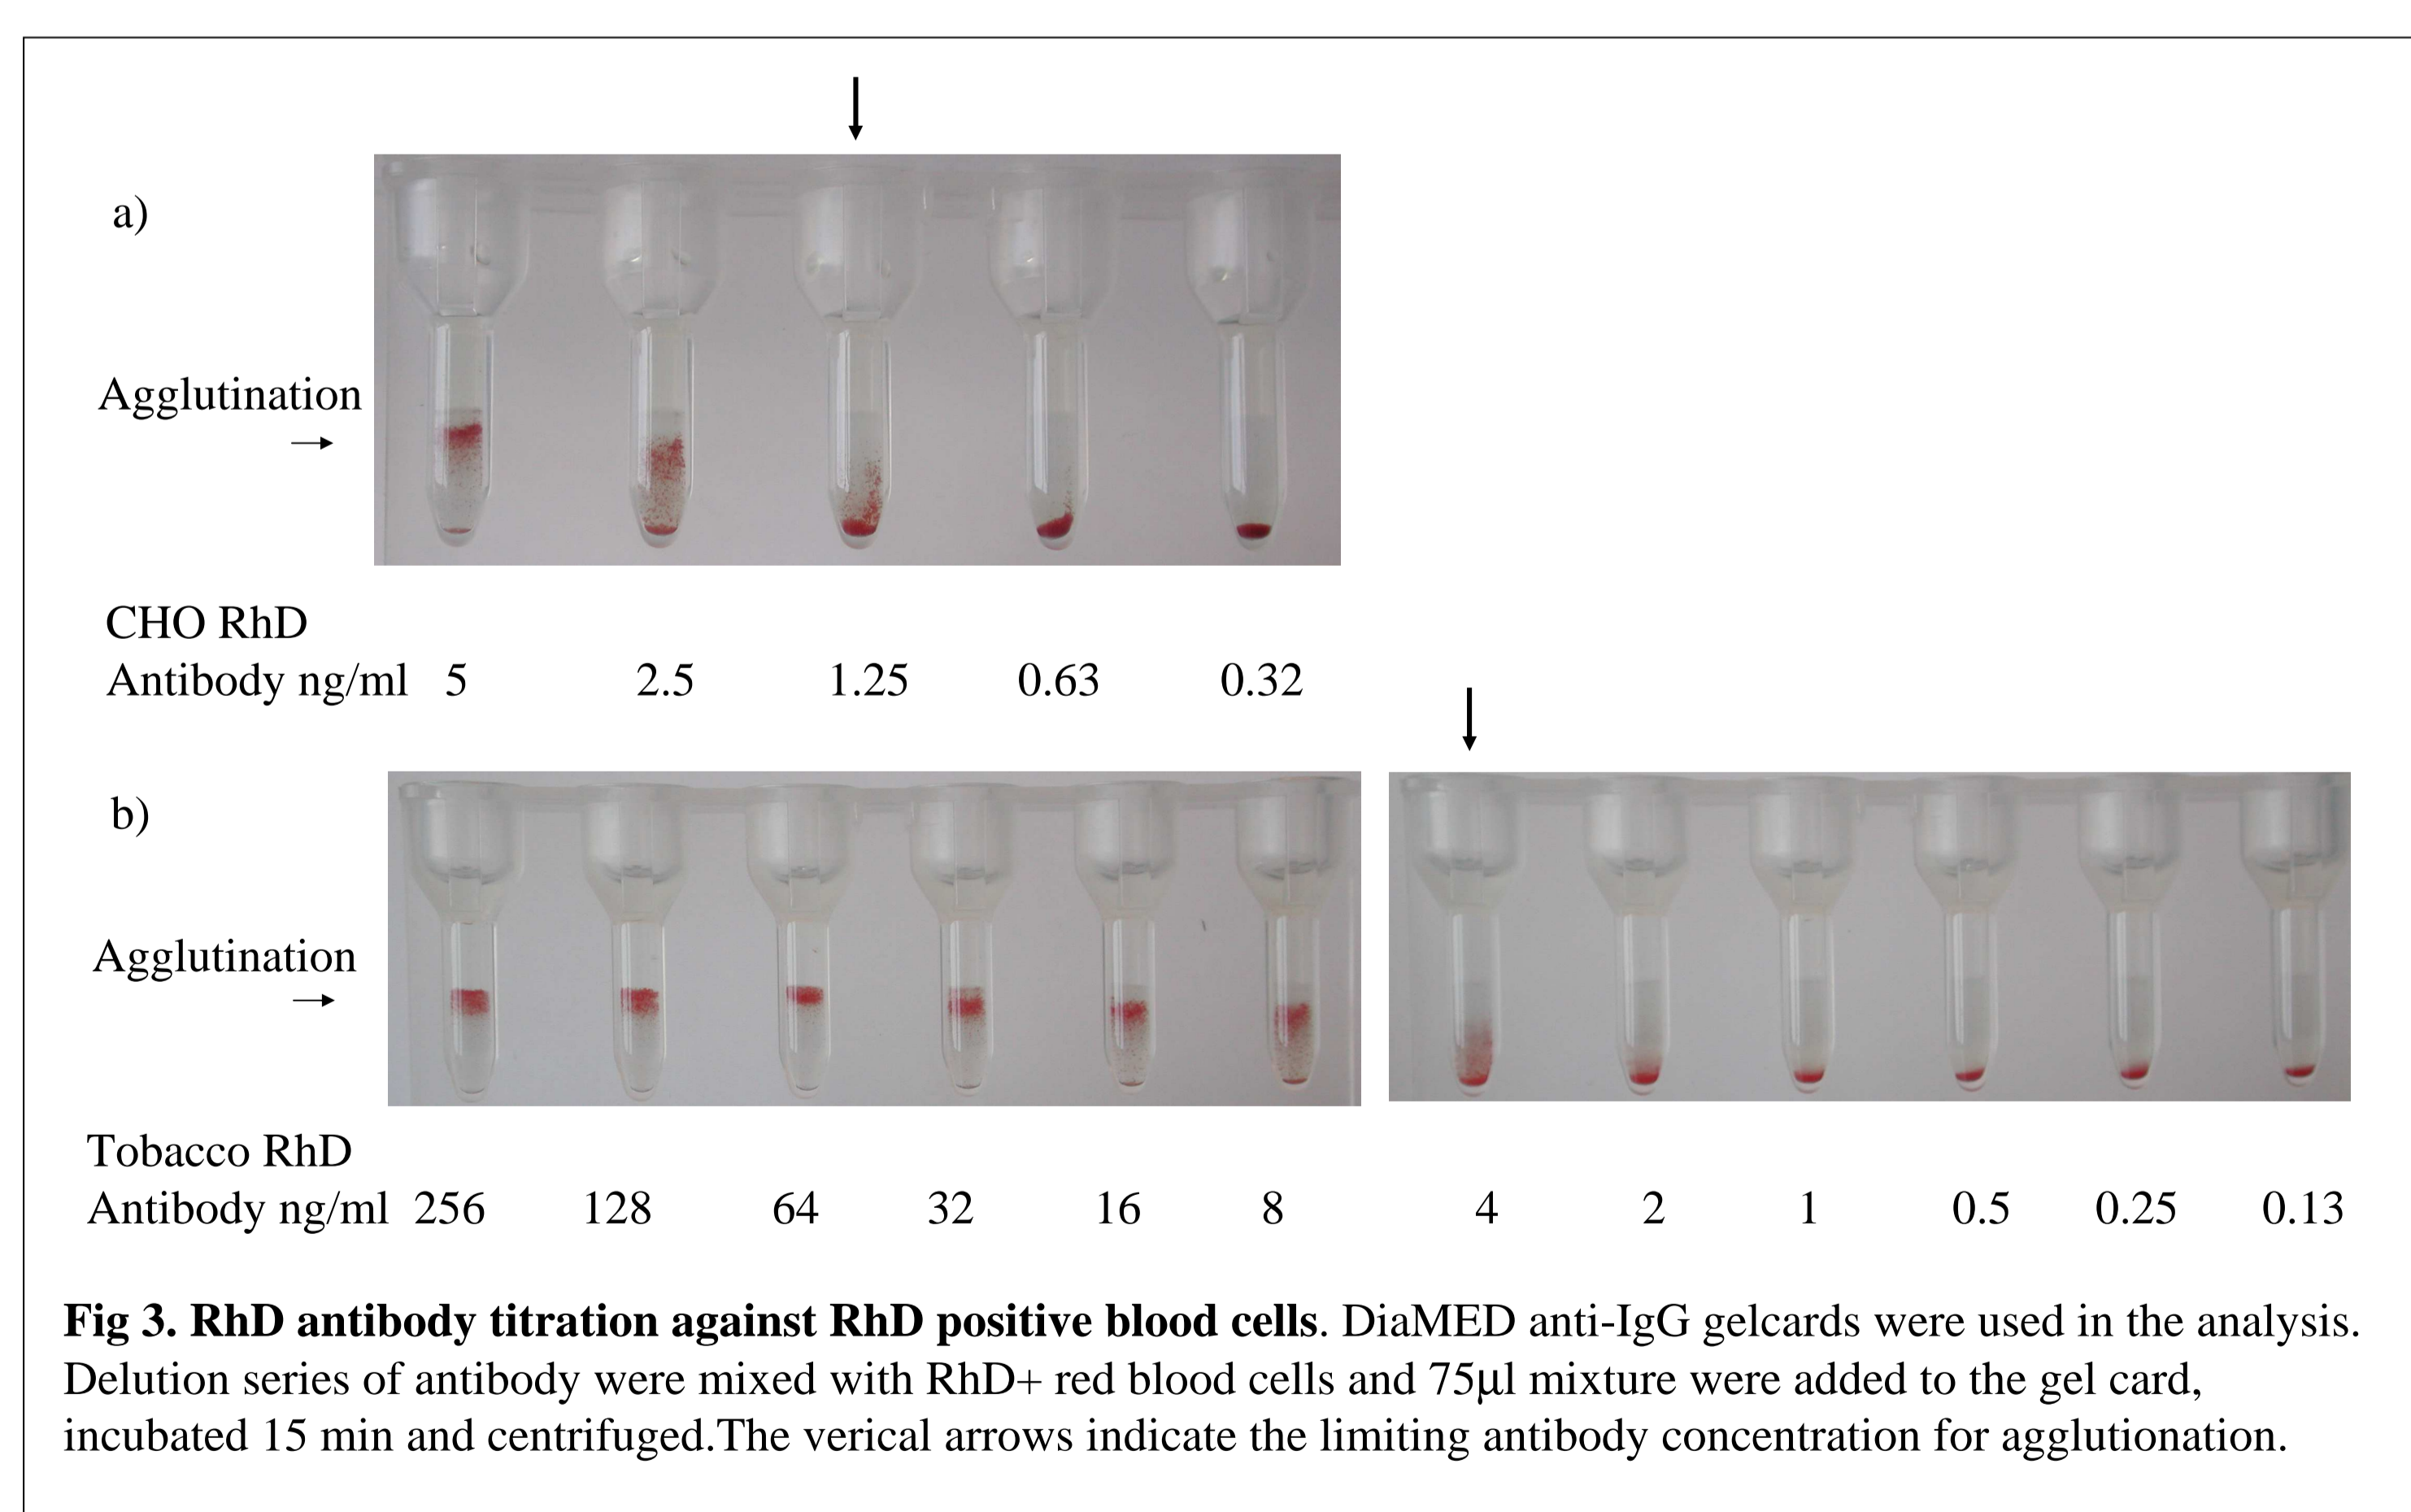 a)
Agglutination
→
CHO RhD
Antibody ng/ml 5 2.5 1.25 0.63 0.32
b)
Agglutination
→
Tobacco RhD
Antibody ng/ml 256 128 64 32 16 8 4 2 1 0.5 0.25 0.13
Fig 3. RhD antibody titration against RhD positive blood cells. DiaMED anti-IgG gelcards were used in the analysis.
Delution series of antibody were mixed with RhD+ red blood cells and 75µl mixture were added to the gel card,
incubated 15 min and centrifuged.The verical arrows indicate the limiting antibody concentration for agglutionation.